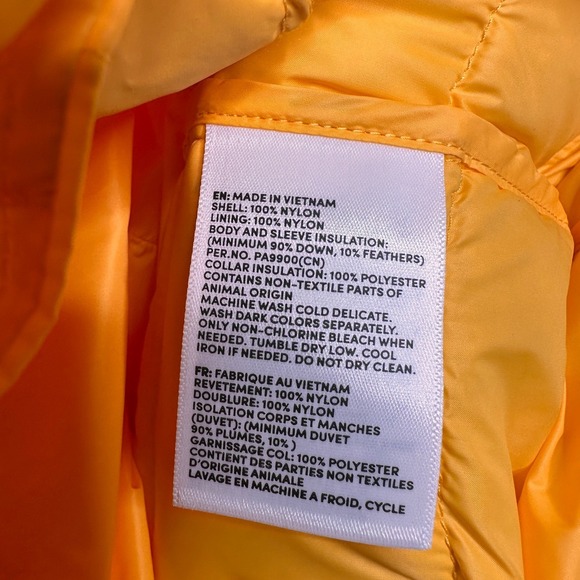 EN: MADE IN VIETNAM
SHELL: 100% NYLON
LINING: 100% NYLON
BODY AND SLEEVE INSULATION:
(MINIMUM 90% DOWN, 10% FEATHERS)
PER.NO. PA9900(CN)
COLLAR INSULATION: 100% POLYESTER
CONTAINS NON-TEXTILE PARTS OF
ANIMAL ORIGIN
MACHINE WASH COLD DELICATE.
WASH DARK COLORS SEPARATELY.
ONLY NON-CHLORINE BLEACH WHEN
NEEDED. TUMBLE DRY LOW. COOL
IRON IF NEEDED. DO NOT DRY CLEAN.
FR: FABRIQUE AU VIETNAM
REVETEMENT: 100% NYLON
DOUBLURE: 100% NYLON
ISOLATION CORPS ET MANCHES
(DUVET): (MINIMUM DUVET
90% PLUMES, 10% )
GARNISSAGE COL: 100% POLYESTER
CONTIENT DES PARTIES NON TEXTILES
D'ORIGINE ANIMALE
LAVAGE EN MACHINE A FROID, CYCLE